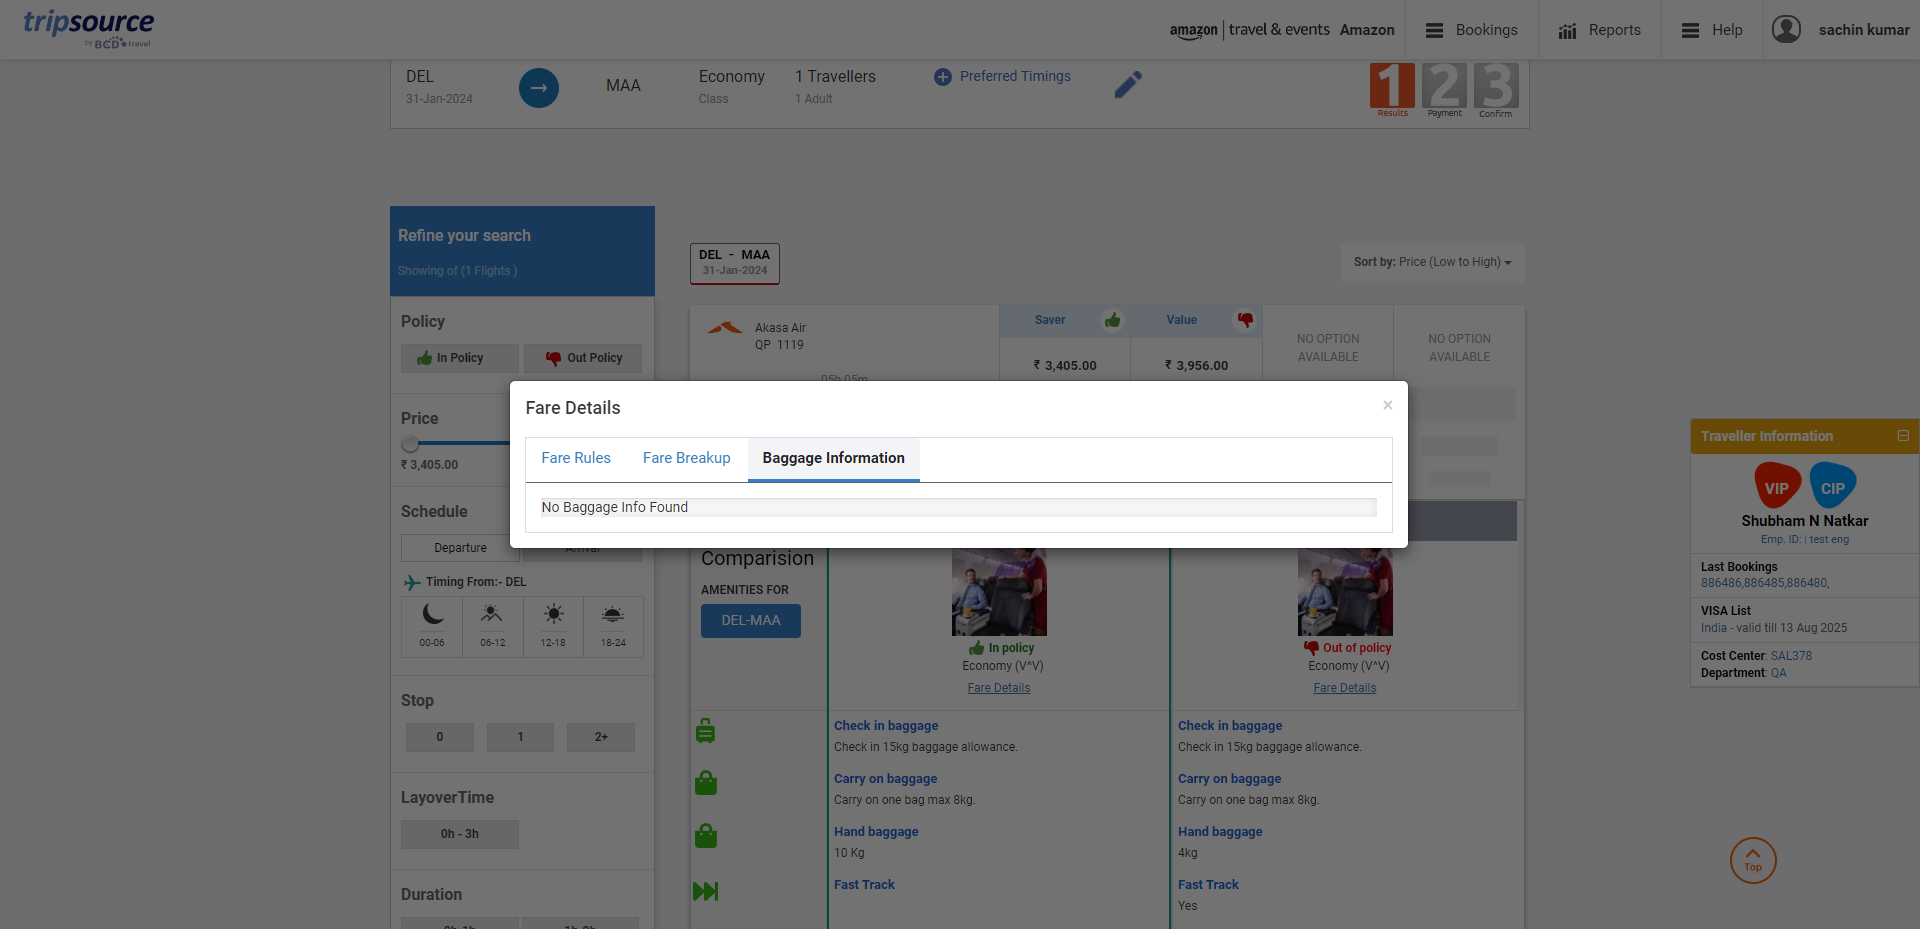 tripsource
by BCD travel
amazon | travel & events Amazon
Bookings
Reports
Help
sachin kumar
DEL
31-Jan-2024
MAA
Economy
Class
1 Travellers
1 Adult
Preferred Timings
1 2 3
Results Payment Confirm
Refine your search
Showing of (1 Flights )
Policy
In Policy
Out Policy
Price
₹ 3,405.00
Schedule
Departure
Arrival
Timing From:- DEL
00-06
06-12
12-18
18-24
Stop
0
1
2+
LayoverTime
0h - 3h
Duration
DEL - MAA
31-Jan-2024
Sort by: Price (Low to High)
Akasa Air
QP 1119
05h 05m
Saver
₹ 3,405.00
Value
₹ 3,956.00
NO OPTION
AVAILABLE
NO OPTION
AVAILABLE
Fare Details
×
Fare Rules
Fare Breakup
Baggage Information
No Baggage Info Found
Comparision
AMENITIES FOR
DEL-MAA
In policy
Economy (V^V)
Fare Details
Out of policy
Economy (V^V)
Fare Details
Check in baggage
Check in 15kg baggage allowance.
Carry on baggage
Carry on one bag max 8kg.
Hand baggage
10 Kg
Fast Track
Check in baggage
Check in 15kg baggage allowance.
Carry on baggage
Carry on one bag max 8kg.
Hand baggage
4kg
Fast Track
Yes
Traveller Information
VIP
CIP
Shubham N Natkar
Emp. ID: | test eng
Last Bookings
886486,886485,886480,
VISA List
India - valid till 13 Aug 2025
Cost Center: SAL378
Department: QA
Top